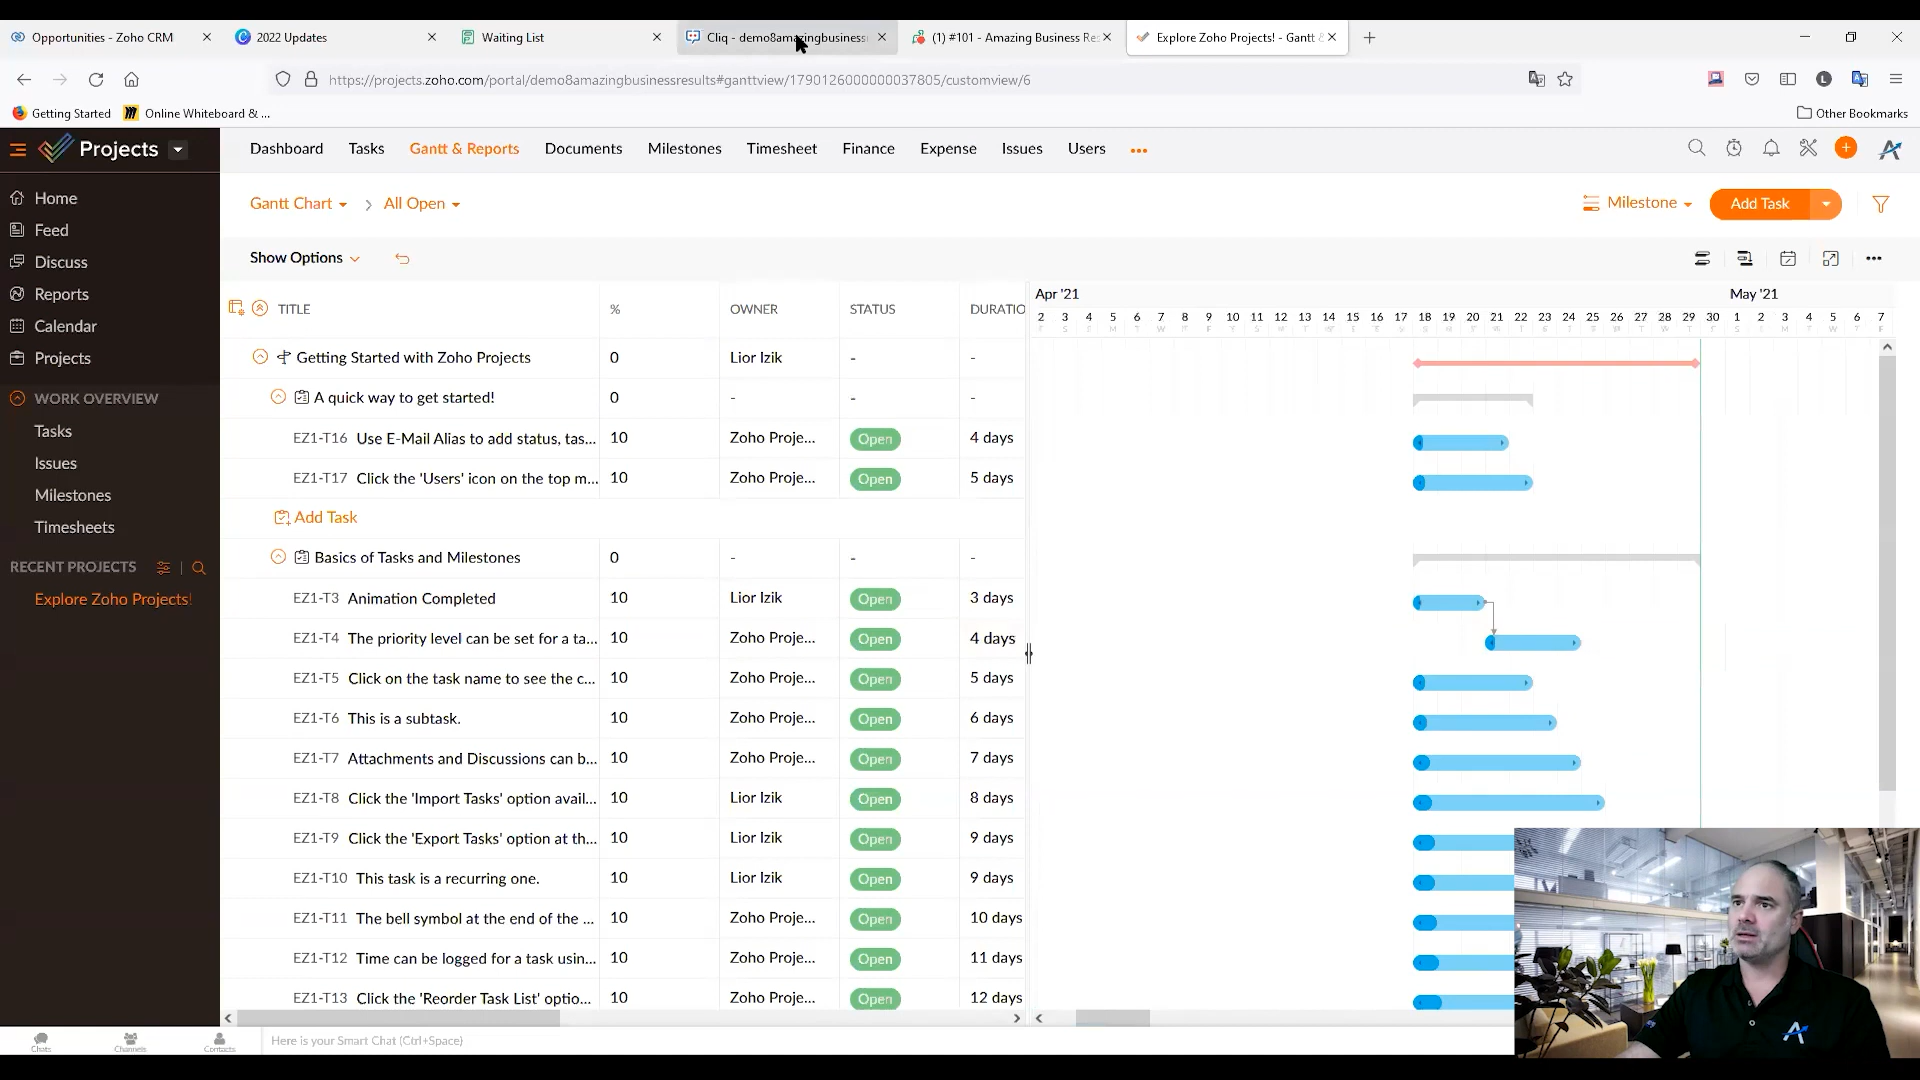 Opportunities - Zoho CRM
2022 Updates
Waiting List
Cliq - demo8amazingbusiness
(1) #101 - Amazing Business Res
Explore Zoho Projects! - Gantt &
https://projects.zoho.com/portal/demo8amazingbusinessresults#ganttview/1790126000000037805/customview/6
Getting Started
Online Whiteboard & ...
Other Bookmarks
Projects
Dashboard
Tasks
Gantt & Reports
Documents
Milestones
Timesheet
Finance
Expense
Issues
Users
Home
Feed
Discuss
Reports
Calendar
Projects
WORK OVERVIEW
Tasks
Issues
Milestones
Timesheets
RECENT PROJECTS
Explore Zoho Projects!
Gantt Chart > All Open
Milestone
Add Task
Show Options
TITLE % OWNER STATUS DURATIO
Apr '21 May '21
2 3 4 5 6 7 8 9 10 11 12 13 14 15 16 17 18 19 20 21 22 23 24 25 26 27 28 29 30 1 2 3 4 5 6 7
Getting Started with Zoho Projects 0 Lior Izik - -
A quick way to get started! 0 - - -
EZ1-T16 Use E-Mail Alias to add status, tas... 10 Zoho Proje... Open 4 days
EZ1-T17 Click the 'Users' icon on the top m... 10 Zoho Proje... Open 5 days
Add Task
Basics of Tasks and Milestones 0 - - -
EZ1-T3 Animation Completed 10 Lior Izik Open 3 days
EZ1-T4 The priority level can be set for a ta... 10 Zoho Proje... Open 4 days
EZ1-T5 Click on the task name to see the c... 10 Zoho Proje... Open 5 days
EZ1-T6 This is a subtask. 10 Zoho Proje... Open 6 days
EZ1-T7 Attachments and Discussions can b... 10 Zoho Proje... Open 7 days
EZ1-T8 Click the 'Import Tasks' option avail... 10 Lior Izik Open 8 days
EZ1-T9 Click the 'Export Tasks' option at th... 10 Lior Izik Open 9 days
EZ1-T10 This task is a recurring one. 10 Lior Izik Open 9 days
EZ1-T11 The bell symbol at the end of the ... 10 Zoho Proje... Open 10 days
EZ1-T12 Time can be logged for a task usin... 10 Zoho Proje... Open 11 days
EZ1-T13 Click the 'Reorder Task List' optio... 10 Zoho Proje... Open 12 days
Chats
Channels
Contacts
Here is your Smart Chat (Ctrl+Space)